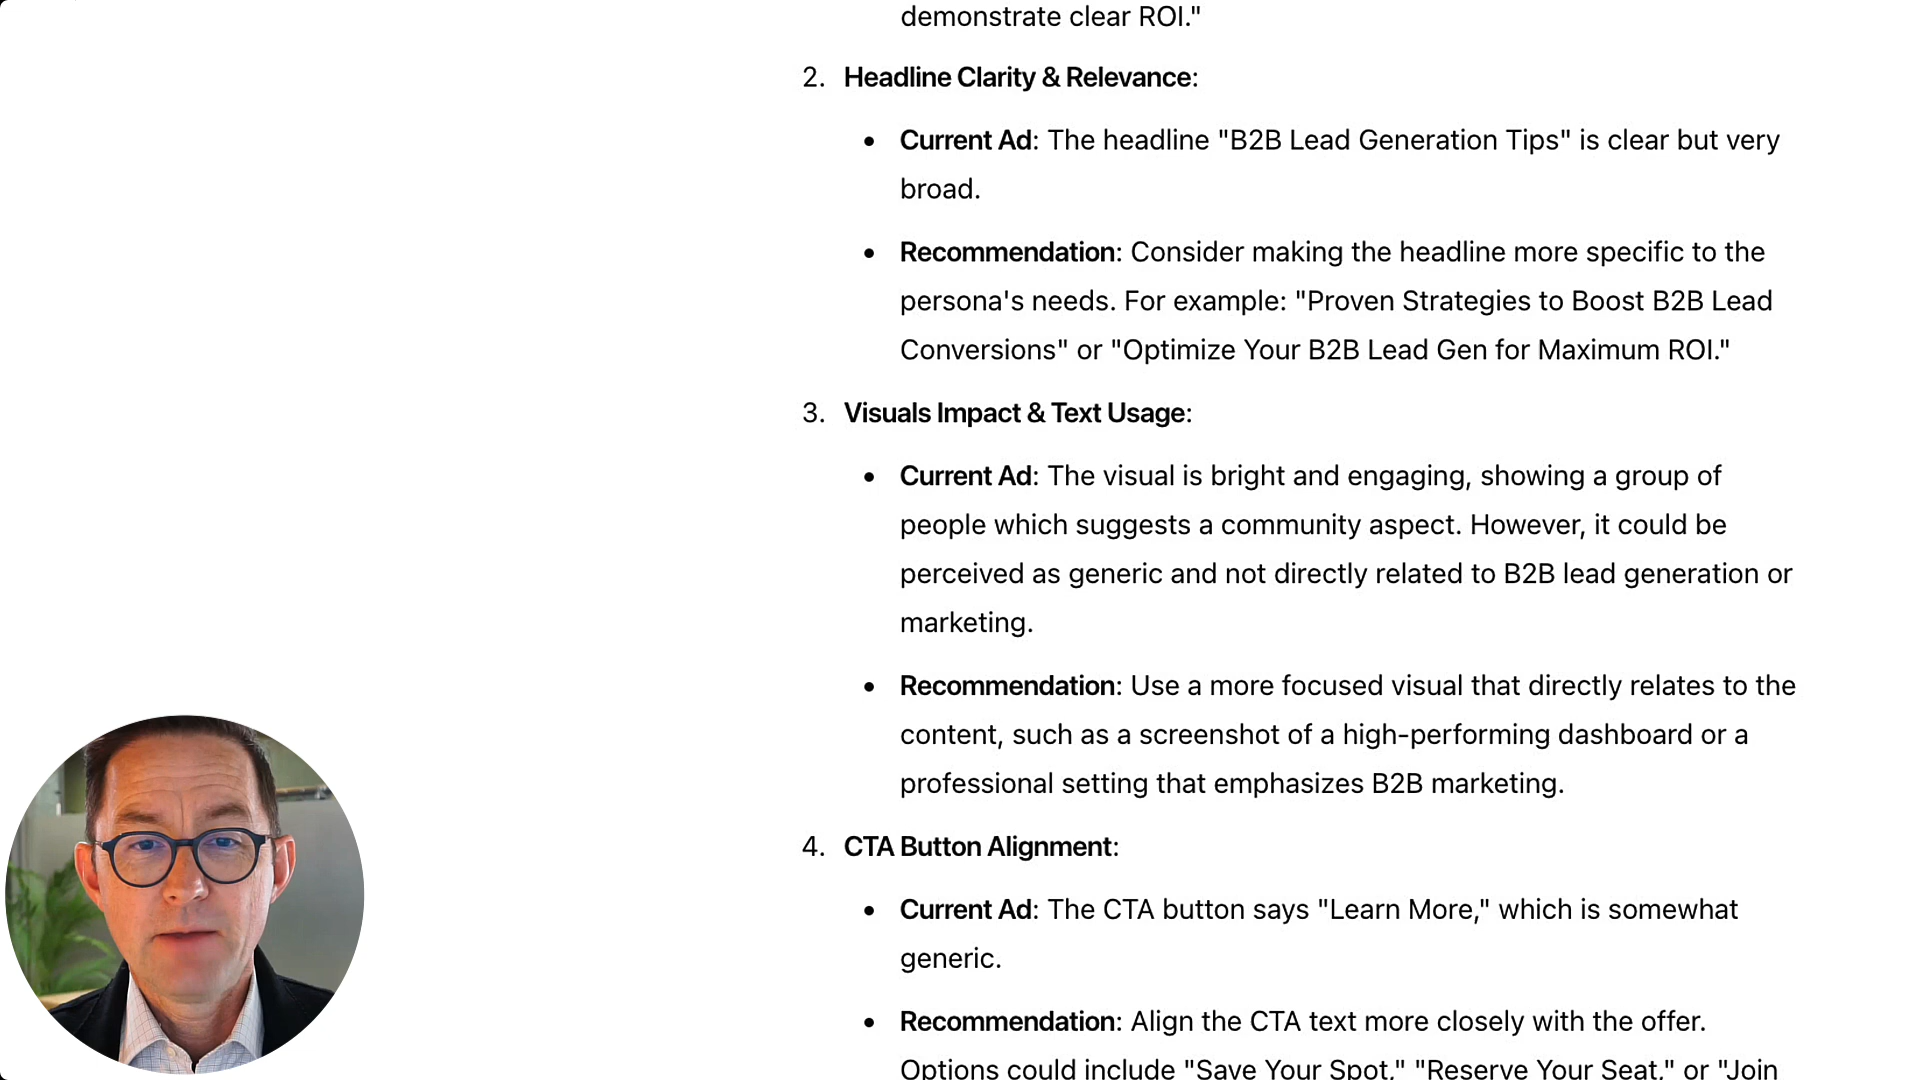 demonstrate clear ROI."
2. Headline Clarity & Relevance:
• Current Ad: The headline "B2B Lead Generation Tips" is clear but very
broad.
• Recommendation: Consider making the headline more specific to the
persona's needs. For example: "Proven Strategies to Boost B2B Lead
Conversions" or "Optimize Your B2B Lead Gen for Maximum ROI."
3. Visuals Impact & Text Usage:
• Current Ad: The visual is bright and engaging, showing a group of
people which suggests a community aspect. However, it could be
perceived as generic and not directly related to B2B lead generation or
marketing.
• Recommendation: Use a more focused visual that directly relates to the
content, such as a screenshot of a high-performing dashboard or a
professional setting that emphasizes B2B marketing.
4. CTA Button Alignment:
• Current Ad: The CTA button says "Learn More," which is somewhat
generic.
• Recommendation: Align the CTA text more closely with the offer.
Options could include "Save Your Spot," "Reserve Your Seat," or "Join